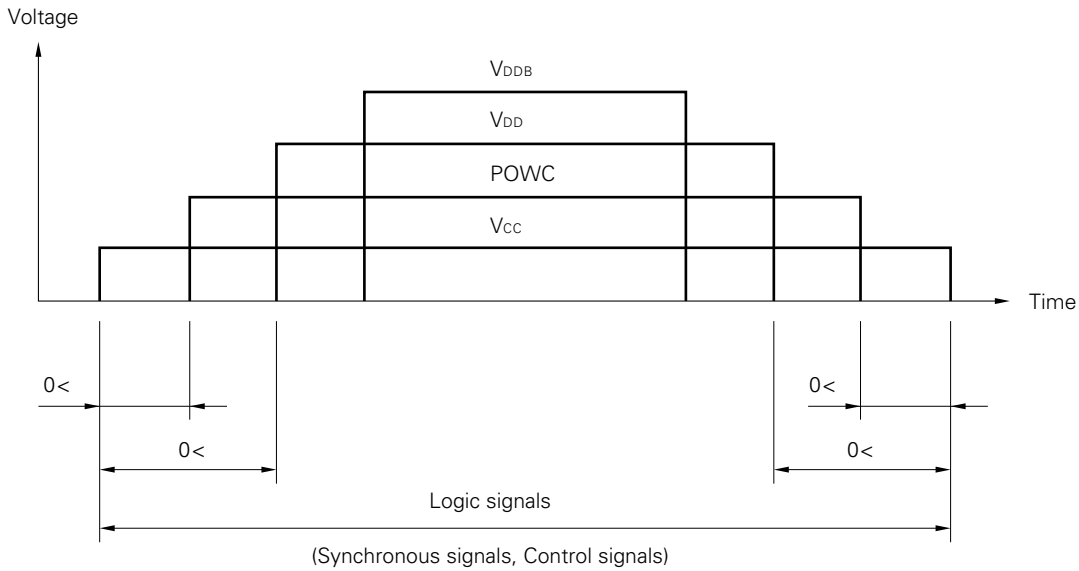 Voltage
VDDB
VDD
POWC
VCC
Time
0<
0<
0<
0<
Logic signals
(Synchronous signals, Control signals)